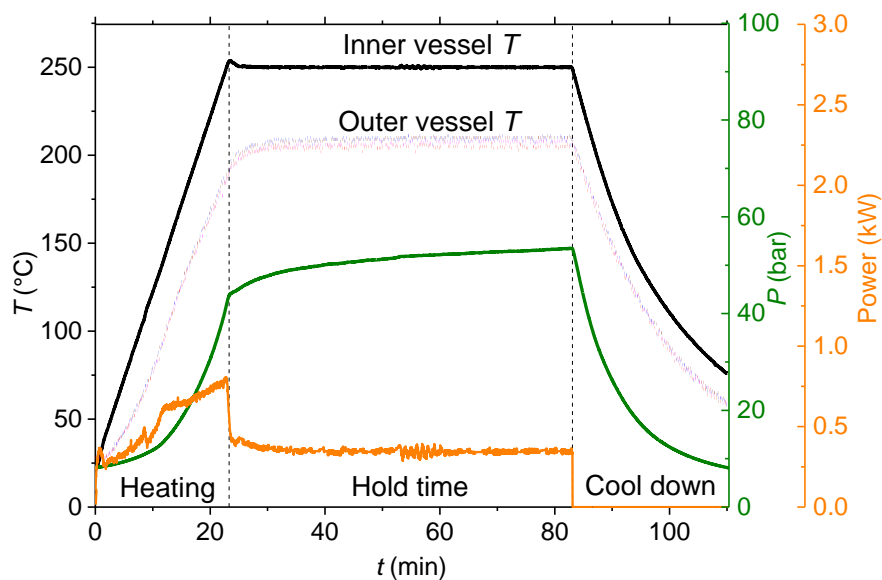 Inner vessel T
Outer vessel T
Heating
Hold time
Cool down
T (°C)
0
50
100
150
200
250
t (min)
0
20
40
60
80
100
P (bar)
0
20
40
60
80
100
Power (kW)
0.0
0.5
1.0
1.5
2.0
2.5
3.0